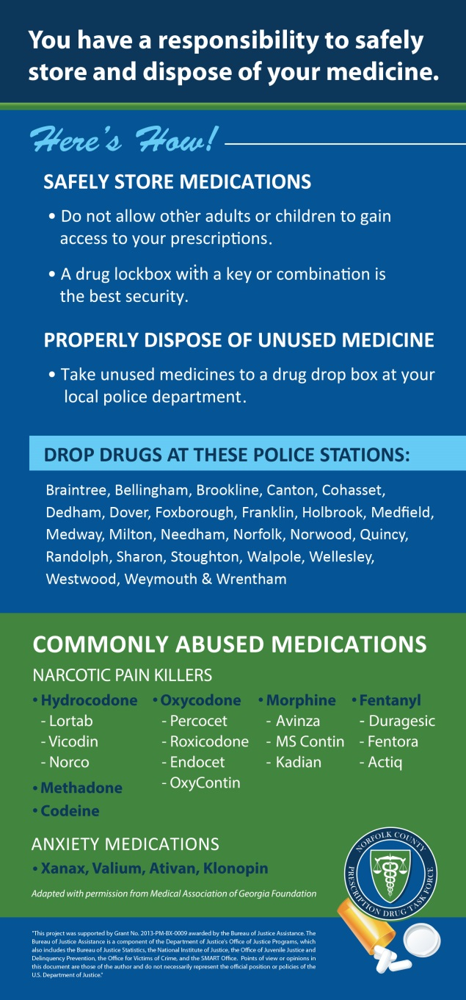 You have a responsibility to safely
store and dispose of your medicine.
Here's How!
SAFELY STORE MEDICATIONS
• Do not allow other adults or children to gain
access to your prescriptions.
• A drug lockbox with a key or combination is
the best security.
PROPERLY DISPOSE OF UNUSED MEDICINE
• Take unused medicines to a drug drop box at your
local police department.
DROP DRUGS AT THESE POLICE STATIONS:
Braintree, Bellingham, Brookline, Canton, Cohasset,
Dedham, Dover, Foxborough, Franklin, Holbrook, Medfield,
Medway, Milton, Needham, Norfolk, Norwood, Quincy,
Randolph, Sharon, Stoughton, Walpole, Wellesley,
Westwood, Weymouth & Wrentham
COMMONLY ABUSED MEDICATIONS
NARCOTIC PAIN KILLERS
• Hydrocodone
- Lortab
- Vicodin
- Norco
• Methadone
• Codeine
• Oxycodone
- Percocet
- Roxicodone
- Endocet
- OxyContin
• Morphine
- Avinza
- MS Contin
- Kadian
• Fentanyl
- Duragesic
- Fentora
- Actiq
ANXIETY MEDICATIONS
• Xanax, Valium, Ativan, Klonopin
Adapted with permission from Medical Association of Georgia Foundation
NORFOLK COUNTY
PRESCRIPTION DRUG TASK FORCE
"This project was supported by Grant No. 2013-PM-BX-0009 awarded by the Bureau of Justice Assistance. The
Bureau of Justice Assistance is a component of the Department of Justice's Office of Justice Programs, which
also includes the Bureau of Justice Statistics, the National Institute of Justice, the Office of Juvenile Justice and
Delinquency Prevention, the Office for Victims of Crime, and the SMART Office. Points of view or opinions in
this document are those of the author and do not necessarily represent the official position or policies of the
U.S. Department of Justice."